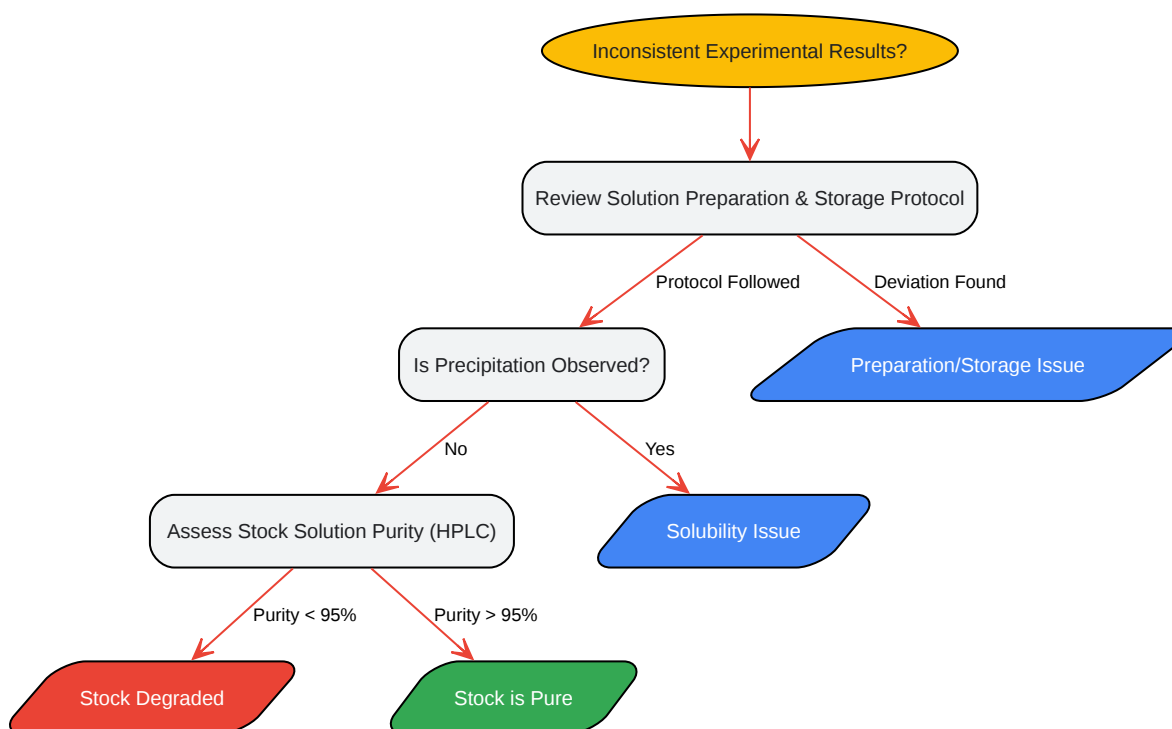 Inconsistent Experimental Results?
Review Solution Preparation & Storage Protocol
Protocol Followed
Deviation Found
Is Precipitation Observed?
Preparation/Storage Issue
No
Yes
Assess Stock Solution Purity (HPLC)
Solubility Issue
Purity < 95%
Purity > 95%
Stock Degraded
Stock is Pure